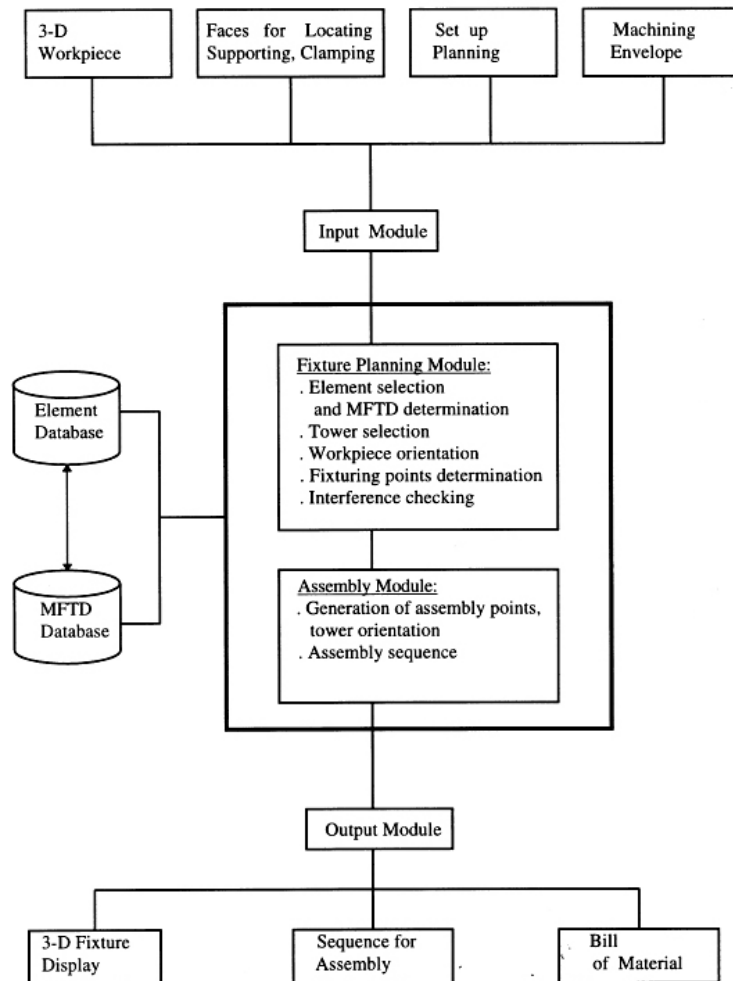 3-D
Workpiece
Faces for Locating
Supporting, Clamping
Set up
Planning
Machining
Envelope
Input Module
Fixture Planning Module:
. Element selection
and MFTD determination
. Tower selection
. Workpiece orientation
. Fixturing points determination
. Interference checking
Element
Database
MFTD
Database
Assembly Module:
. Generation of assembly points,
tower orientation
. Assembly sequence
Output Module
3-D Fixture
Display
Sequence for
Assembly
Bill
of Material